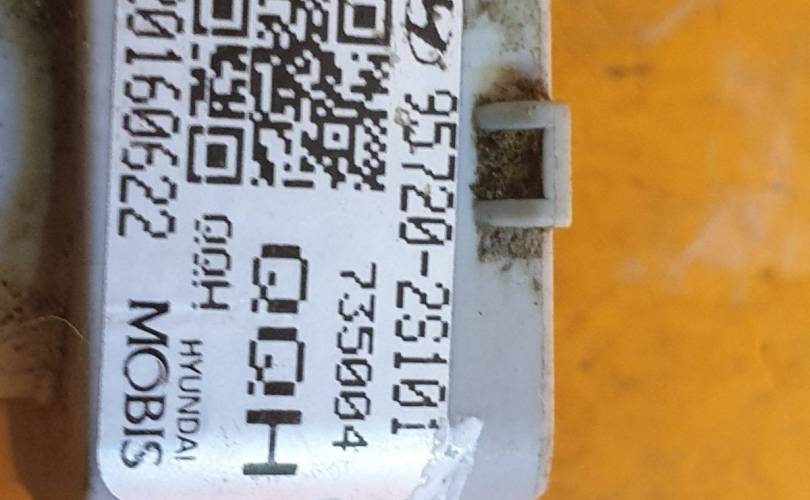 95720-2S101
735004
QQH
QQH
20160622
HYUNDAI
MOBIS